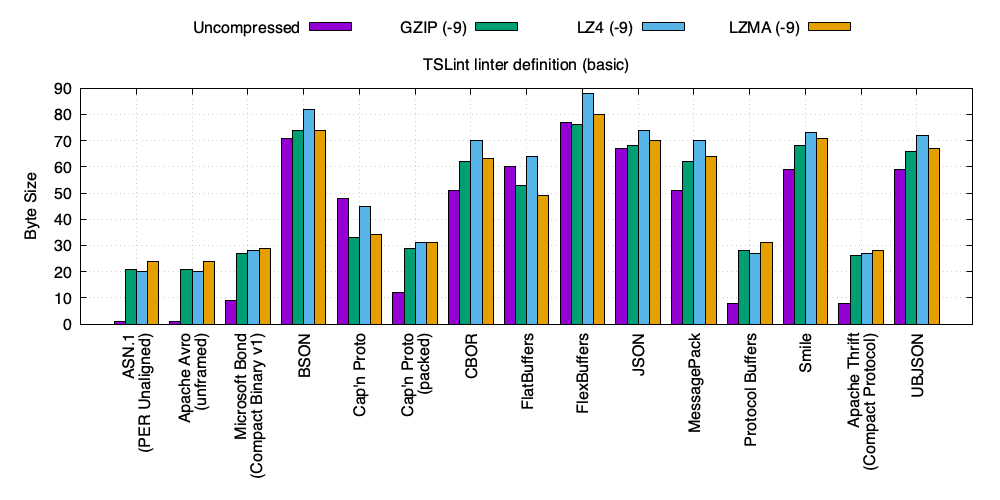 Uncompressed GZIP (-9) LZ4 (-9) LZMA (-9)
TSLint linter definition (basic)
Byte Size
90
80
70
60
50
40
30
20
10
0
ASN.1
(PER Unaligned)
Apache Avro
(unframed)
Microsoft Bond
(Compact Binary v1)
BSON
Cap'n Proto
Cap'n Proto
(packed)
CBOR
FlatBuffers
FlexBuffers
JSON
MessagePack
Protocol Buffers
Smile
Apache Thrift
(Compact Protocol)
UBJSON